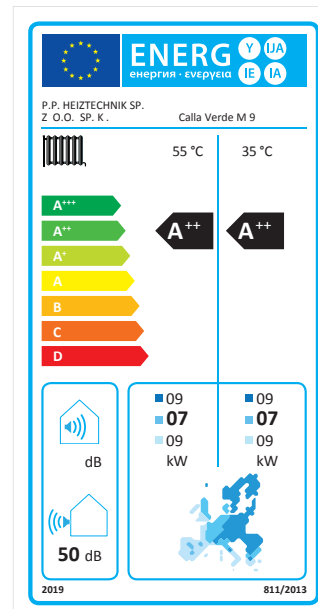 ENERG Y IJA
енергия · ενεργεια IE IA
P.P. HEIZTECHNIK SP.
Z O.O. SP. K . Calla Verde M 9
55 °C 35 °C
A+++
A++ A++ A++
A+
A
B
C
D
09 09
07 07
09 09
kW kW
dB
50 dB
2019 811/2013